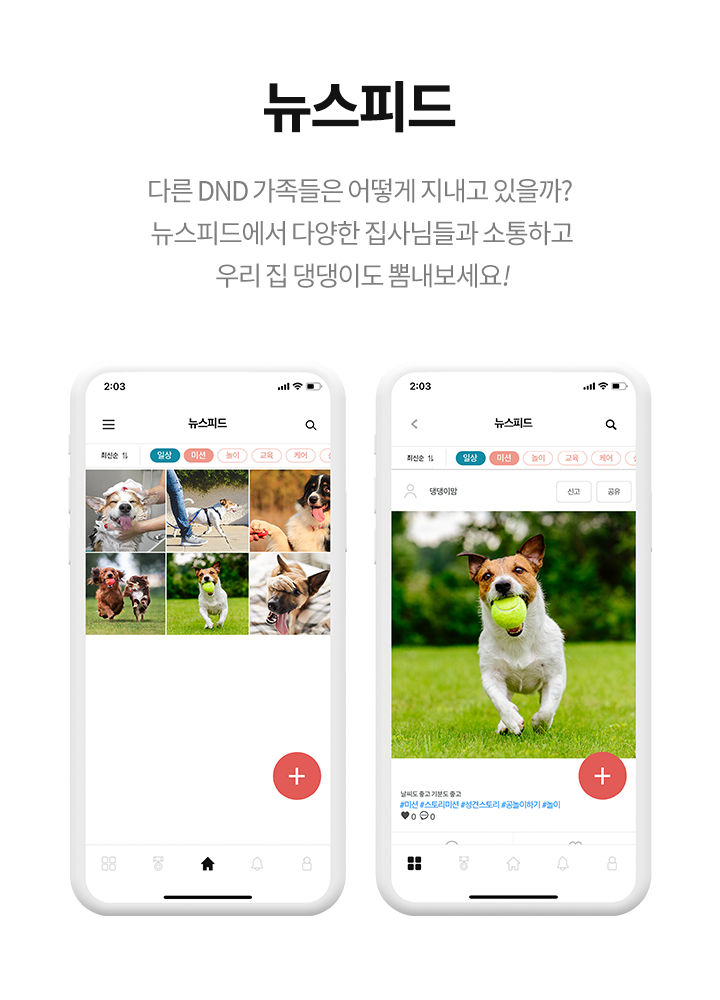 뉴스피드
다른 DND 가족들은 어떻게 지내고 있을까?
뉴스피드에서 다양한 집사님들과 소통하고
우리 집 댕댕이도 뽐내보세요!
2:03
뉴스피드
최신순 일상 미션 놀이 교육 케어
2:03
뉴스피드
최신순 일상 미션 놀이 교육 케어
댕댕이맘 신고 공유
날씨도 좋고 기분도 좋고
#미션 #스토리미션 #성견스토리 #공놀이하기 #놀이
0 0